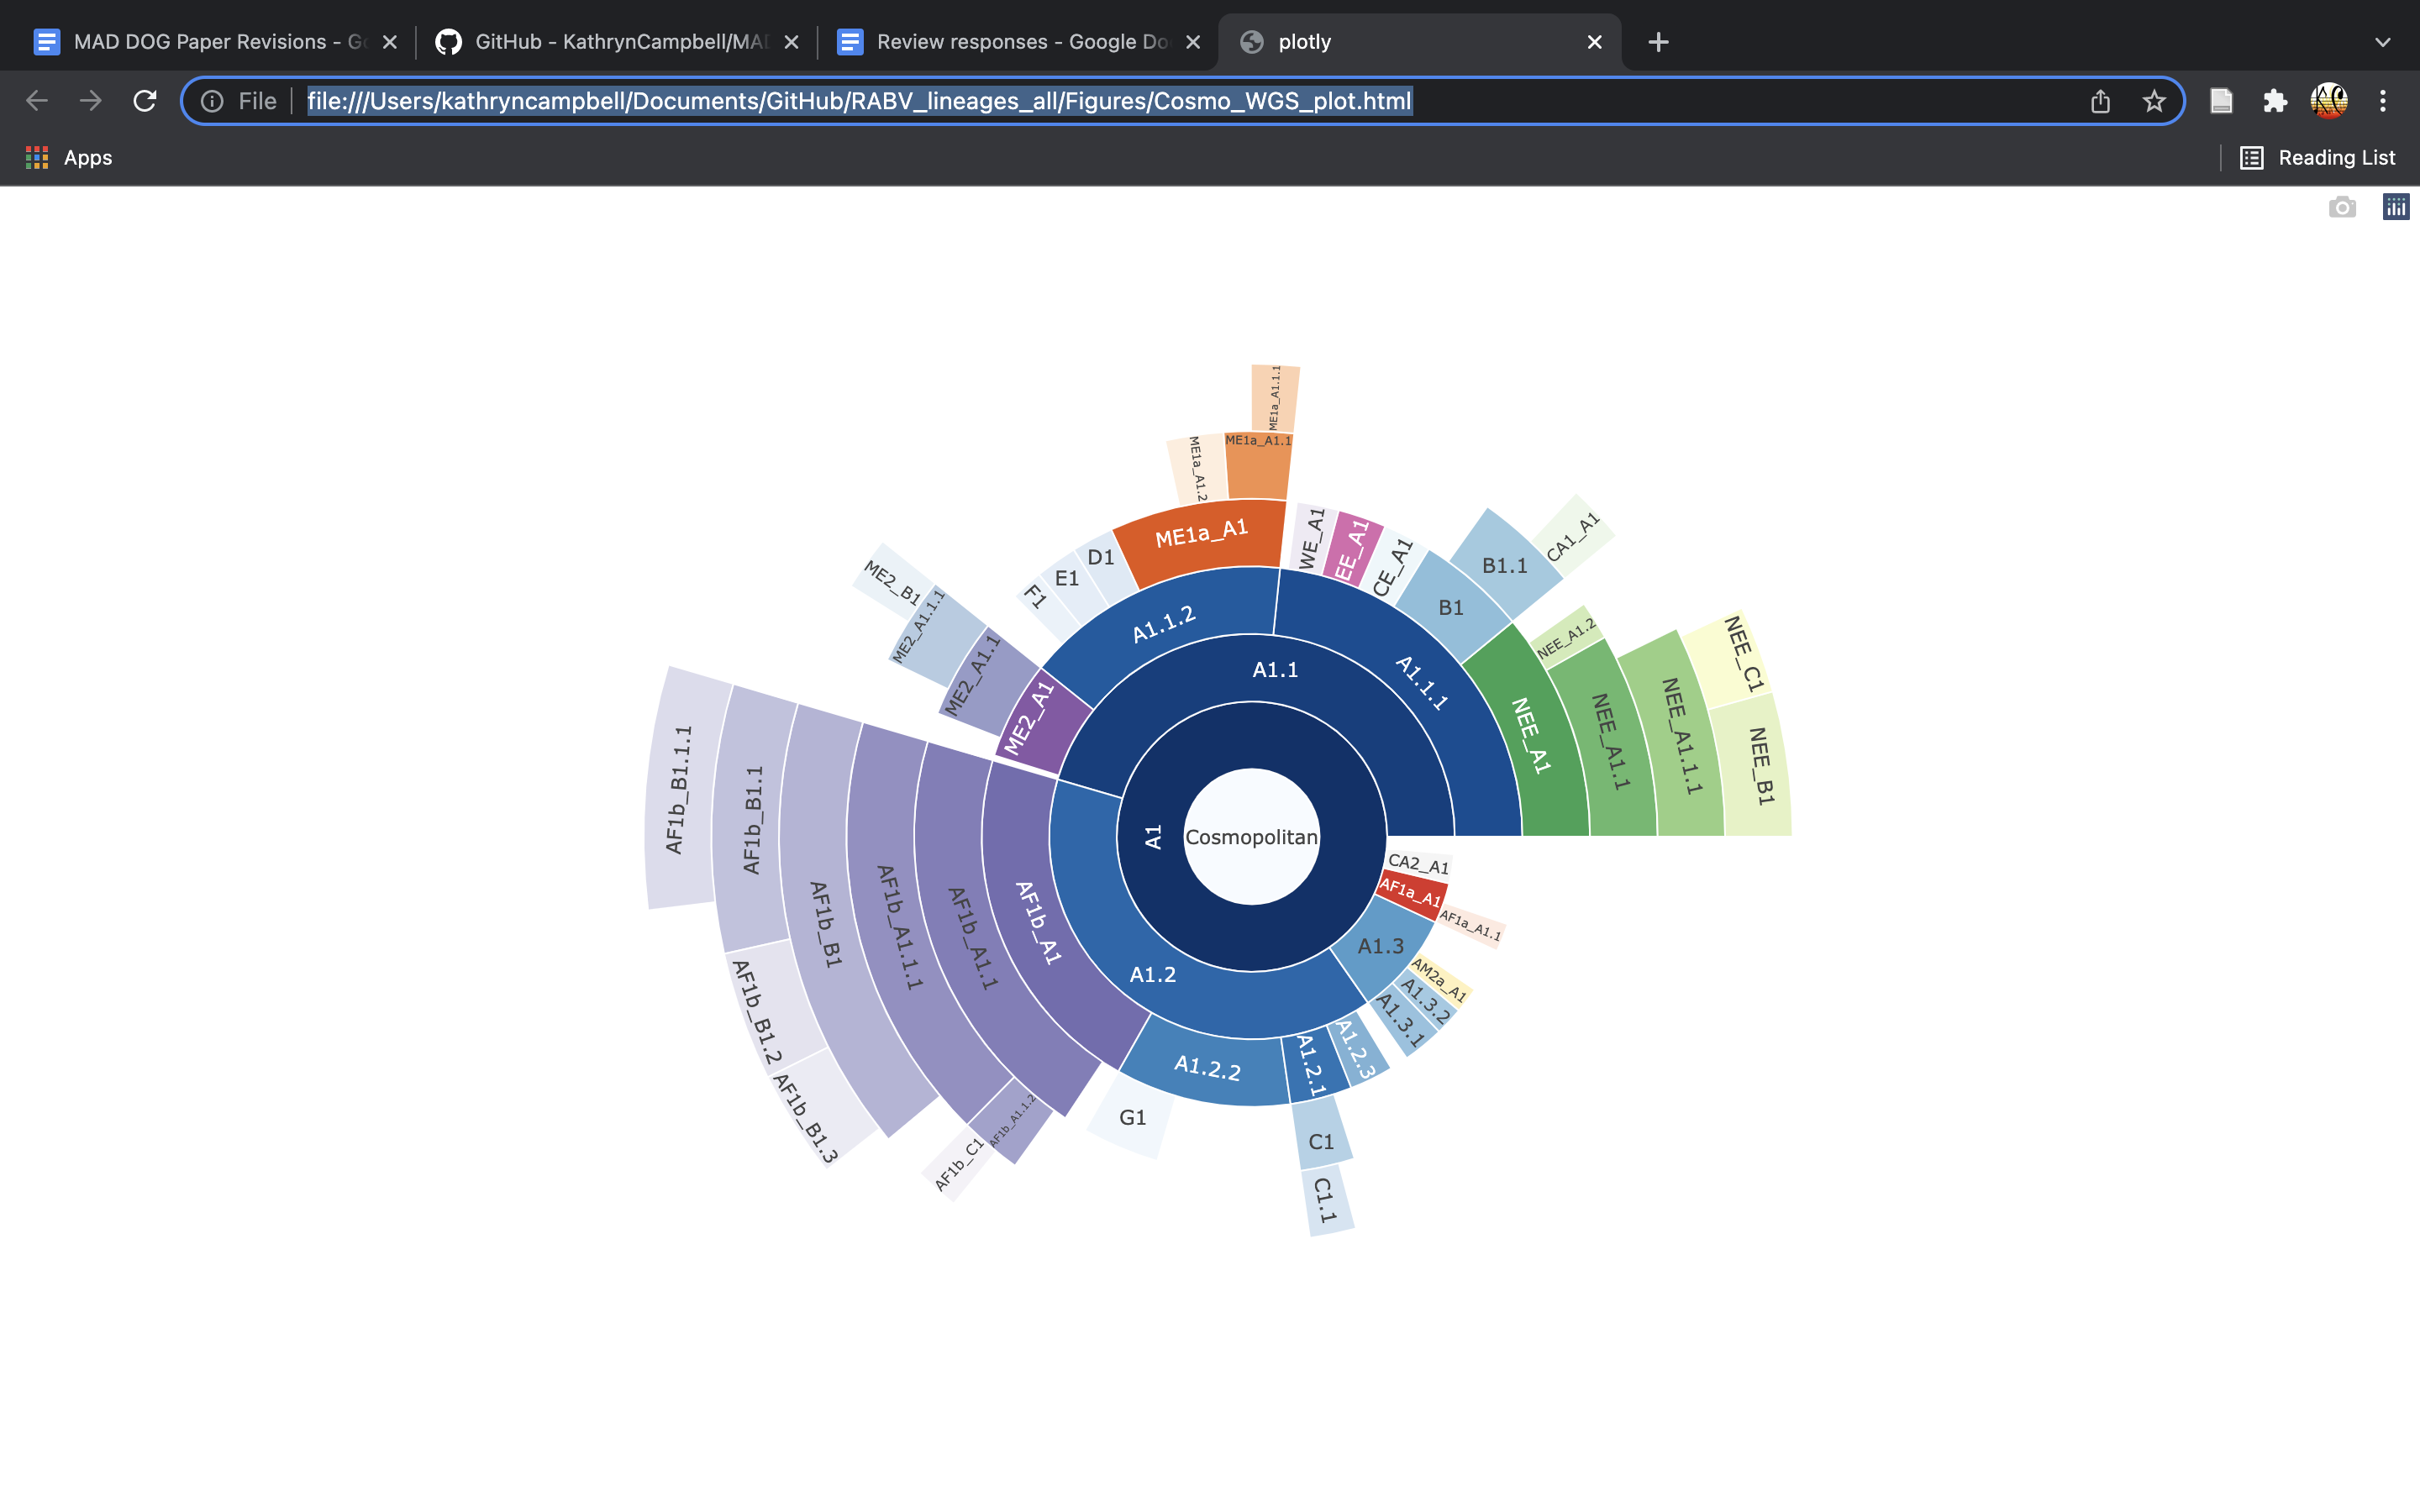 MAD DOG Paper Revisions - Go
GitHub - KathrynCampbell/MAD
Review responses - Google Do
plotly
File
file:///Users/kathryncampbell/Documents/GitHub/RABV_lineages_all/Figures/Cosmo_WGS_plot.html
Apps
Reading List
ME1a_A1.1.1
ME1a_A1.2
ME1a_A1.1
ME1a_A1
WE_A1
EE_A1
CE_A1
B1
B1.1
CA1_A1
D1
E1
F1
A1.1.2
A1.1
A1.1.1
NEE_A1
NEE_A1.2
NEE_A1.1
NEE_A1.1.1
NEE_C1
NEE_B1
ME2_B1
ME2_A1.1.1
ME2_A1.1
ME2_A1
AF1b_B1.1.1
AF1b_B1.1
AF1b_B1
AF1b_A1.1.1
AF1b_A1.1
AF1b_A1
A1
Cosmopolitan
CA2_A1
AF1a_A1
AF1a_A1.1
A1.3
AM2a_A1
A1.3.2
A1.3.1
A1.2
A1.2.3
A1.2.1
A1.2.2
AF1b_B1.2
AF1b_B1.3
AF1b_A1.1.2
AF1b_C1
G1
C1
C1.1